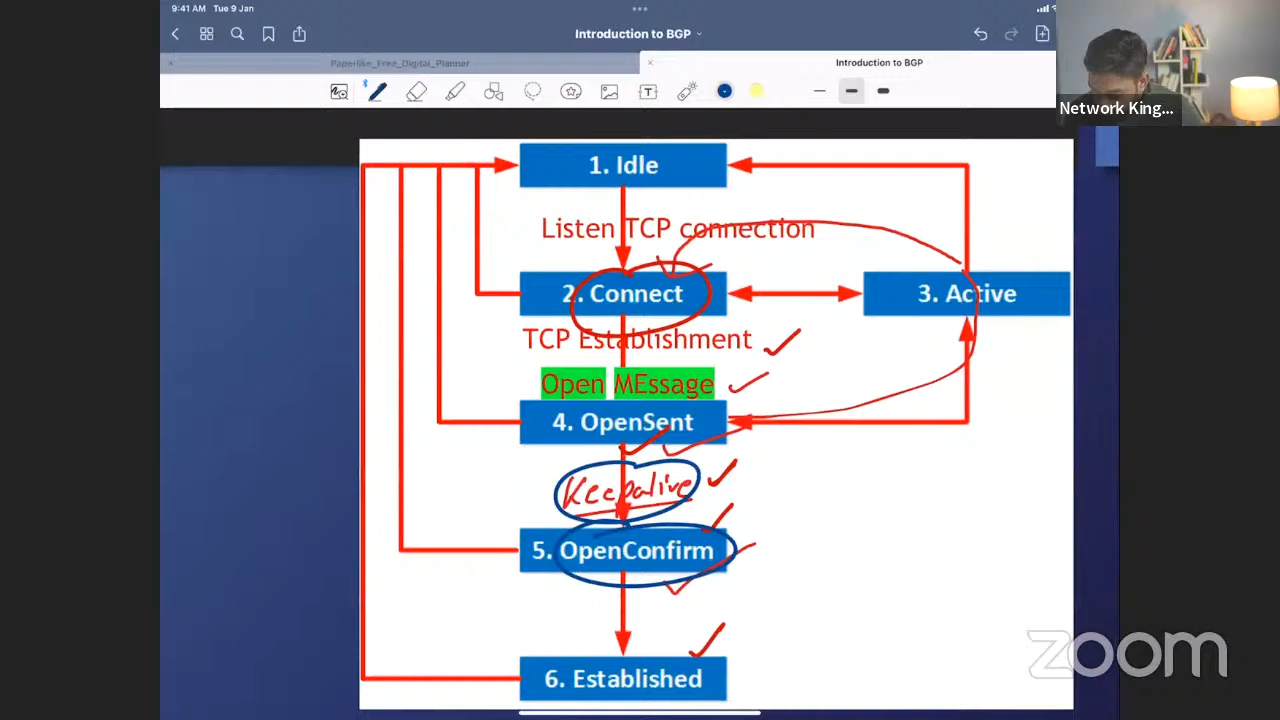 9:41 AM Tue 9 Jan
Introduction to BGP
Paperlike_Free_Digital_Planner
Introduction to BGP
T
Network King...
1. Idle
Listen TCP connection
2. Connect
3. Active
TCP Establishment
Open MEssage
4. OpenSent
Keepalive
5. OpenConfirm
6. Established
zoom